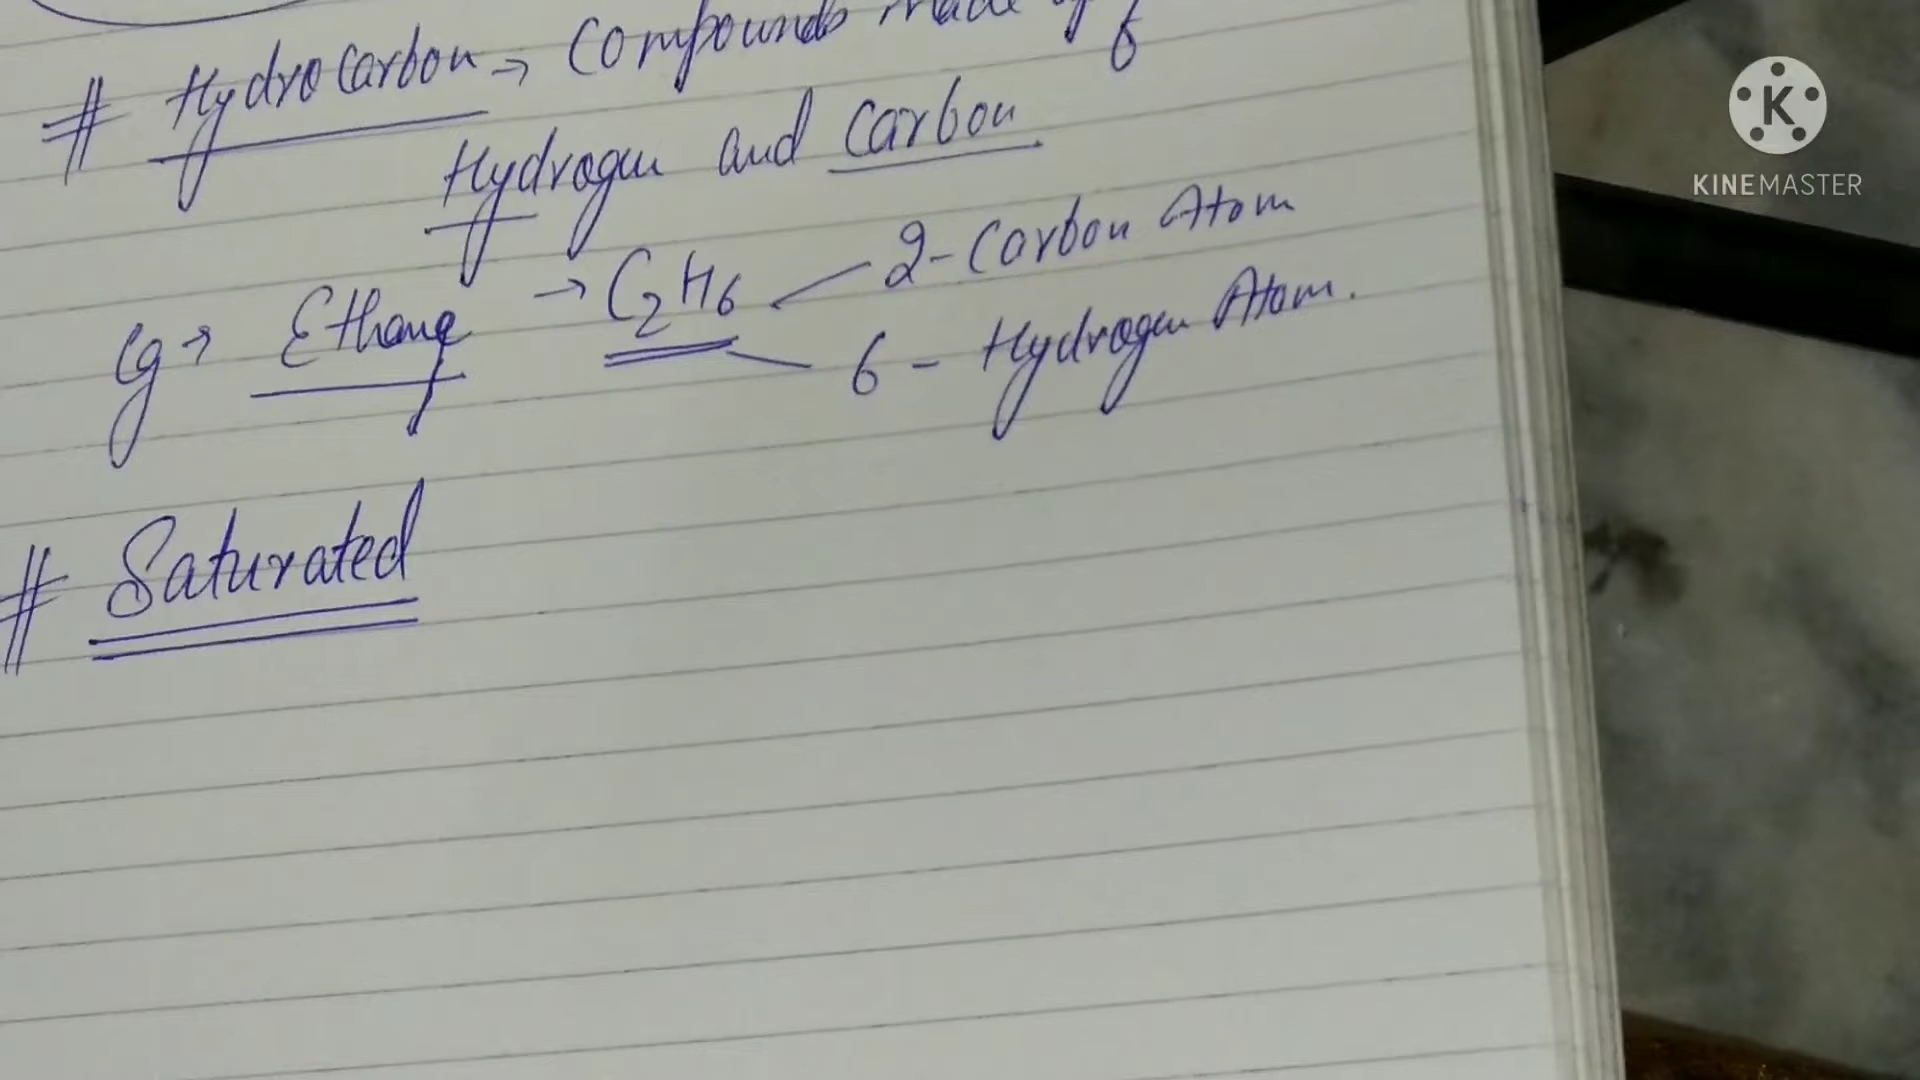 # Hydrocarbon → Compounds made of
Hydrogen and Carbon.
eg → Ethane → C₂H₆ 2- Carbon Atom
6 - Hydrogen Atom.
# Saturated
K
KINEMASTER